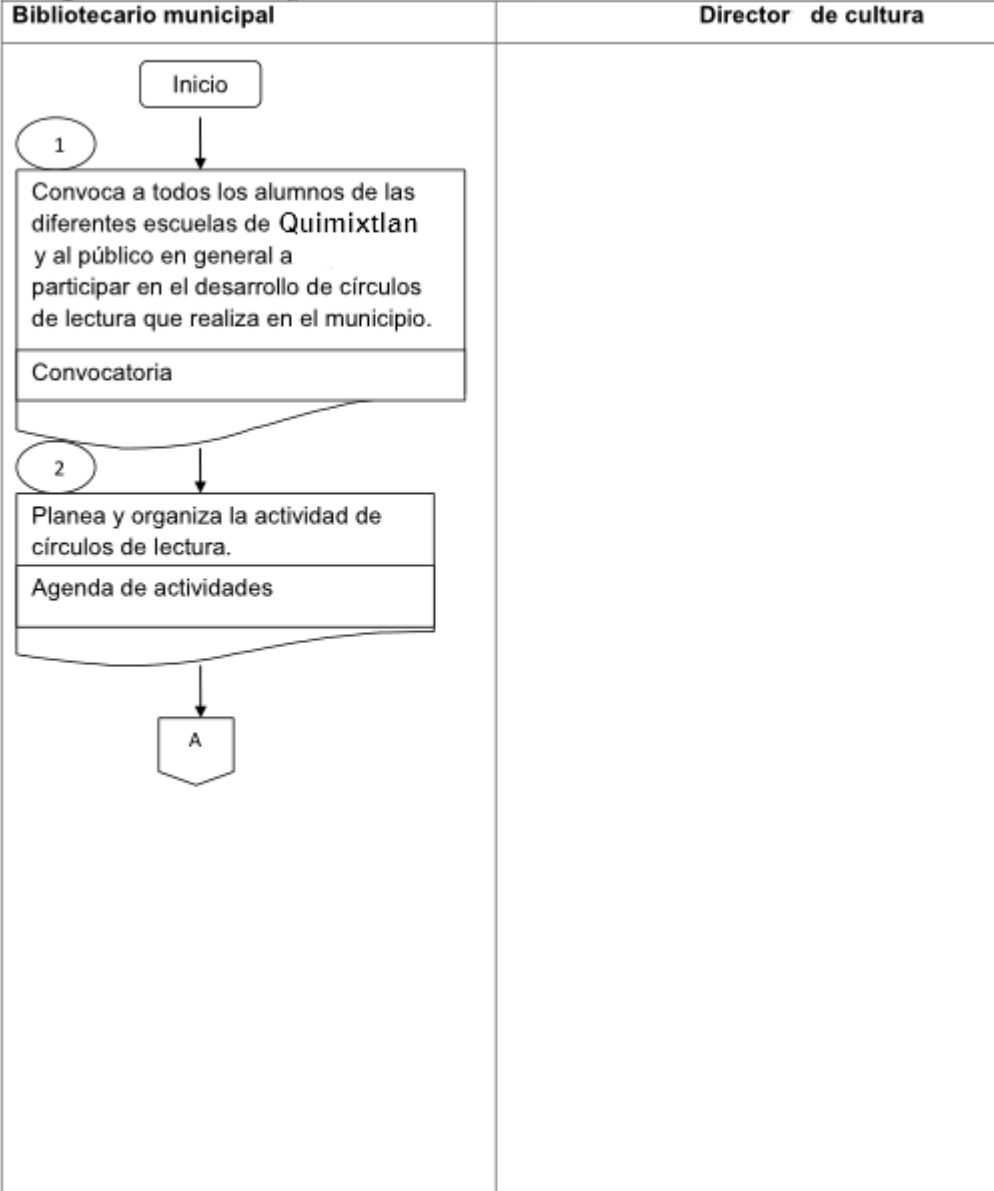 Bibliotecario municipal
Director de cultura
Inicio
1
Convoca a todos los alumnos de las
diferentes escuelas de Quimixtlan
y al público en general a
participar en el desarrollo de círculos
de lectura que realiza en el municipio.
Convocatoria
2
Planea y organiza la actividad de
círculos de lectura.
Agenda de actividades
A